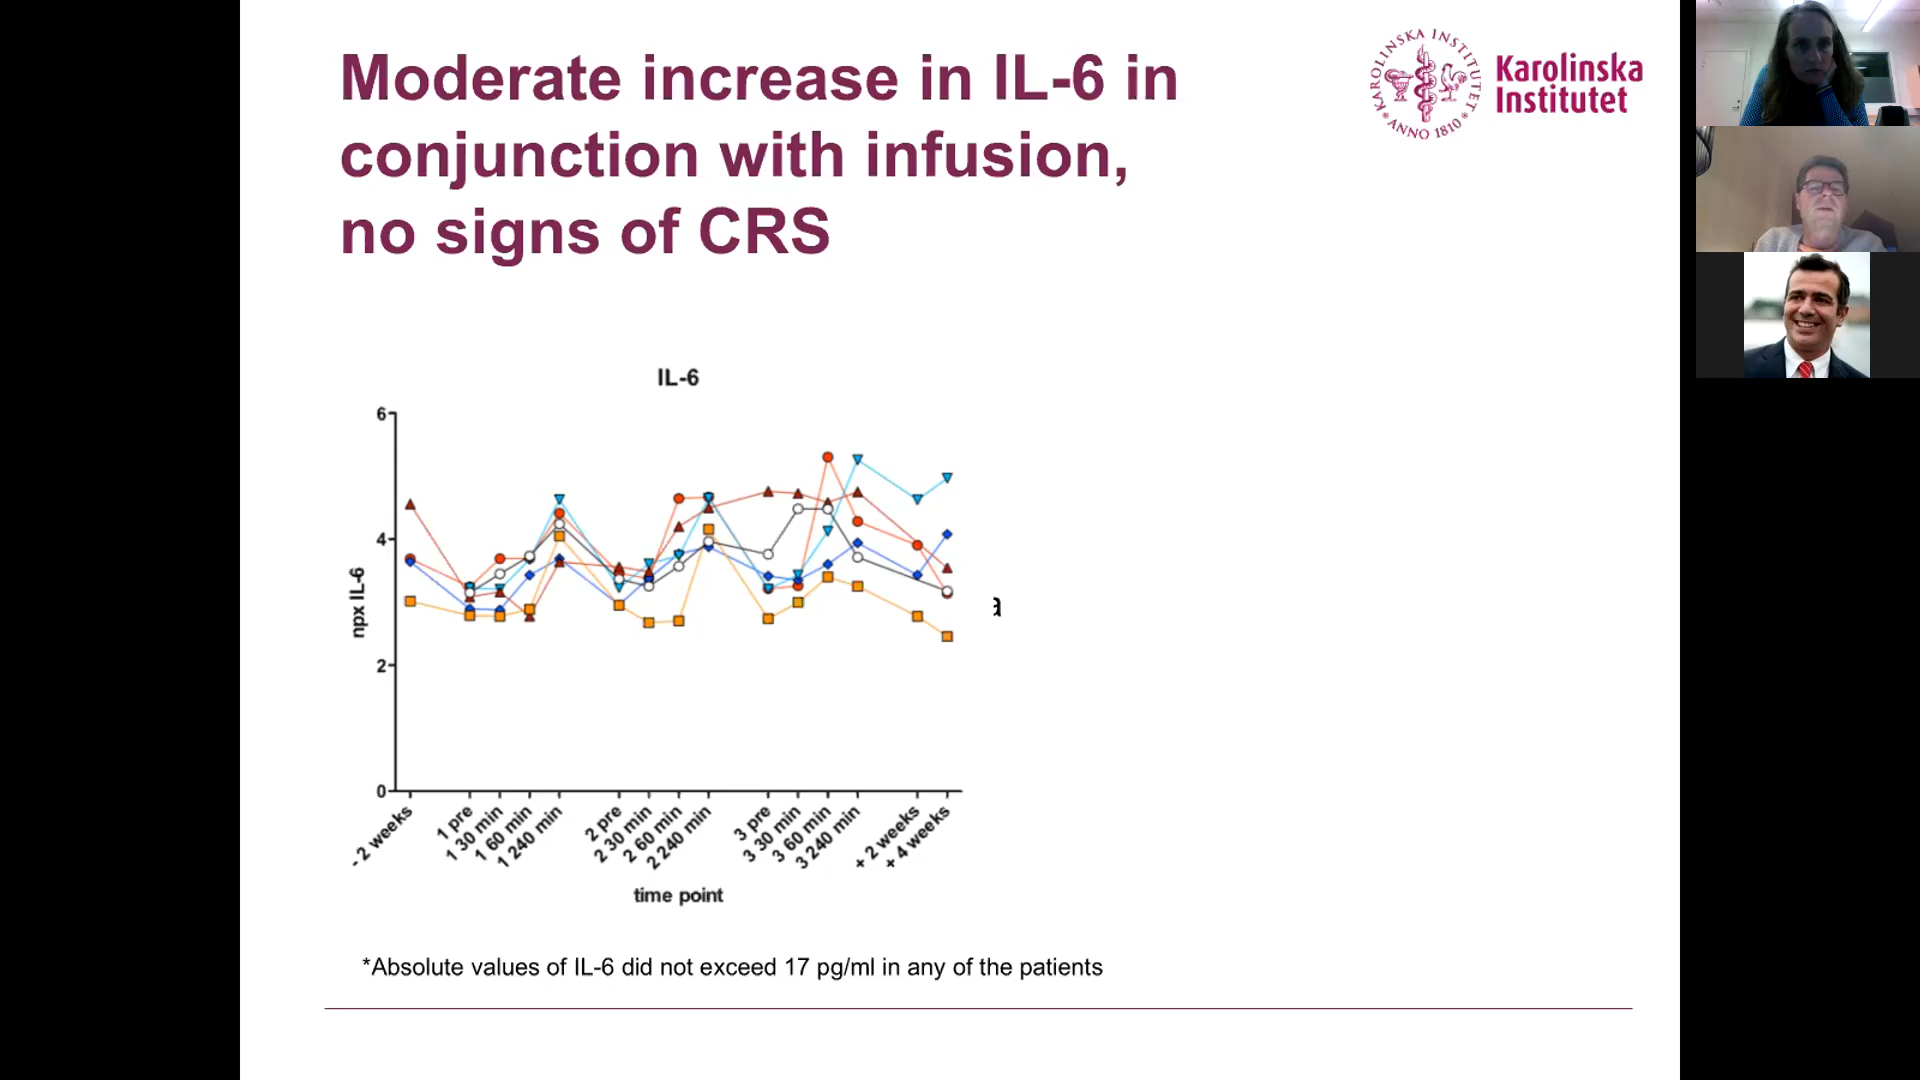 Moderate increase in IL-6 in
conjunction with infusion,
no signs of CRS
KAROLINSKA INSTITUTET
ANNO 1810
Karolinska
Institutet
IL-6
6
4
2
0
npx IL-6
- 2 weeks
1 pre
1 30 min
1 60 min
1 240 min
2 pre
2 30 min
2 60 min
2 240 min
3 pre
3 30 min
3 60 min
3 240 min
+ 2 weeks
+ 4 weeks
time point
a
*Absolute values of IL-6 did not exceed 17 pg/ml in any of the patients